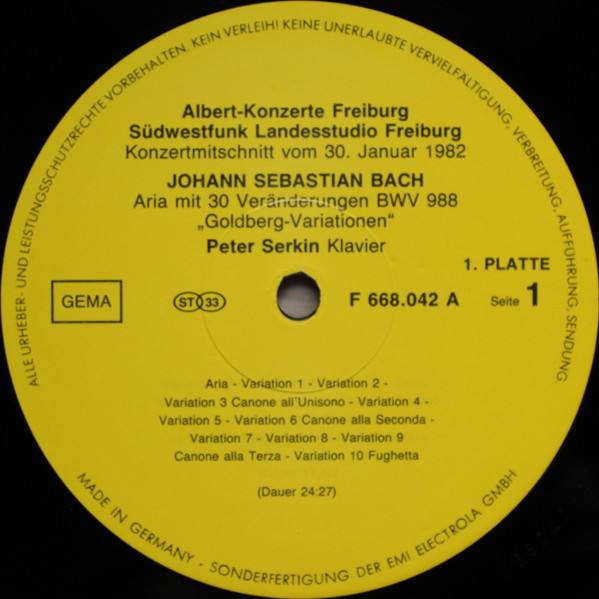 ALLE URHEBER- UND LEISTUNGSSCHUTZRECHTE VORBEHALTEN. KEIN VERLEIH! KEINE UNERLAUBTE VERVIELFÄLTIGUNG, VERBREITUNG, AUFFÜHRUNG, SENDUNG
Albert-Konzerte Freiburg
Südwestfunk Landesstudio Freiburg
Konzertmitschnitt vom 30. Januar 1982
JOHANN SEBASTIAN BACH
Aria mit 30 Veränderungen BWV 988
„Goldberg-Variationen“
Peter Serkin Klavier
1. PLATTE
GEMA
ST 33
F 668.042 A
Seite 1
Aria - Variation 1 - Variation 2 -
Variation 3 Canone all'Unisono - Variation 4 -
Variation 5 - Variation 6 Canone alla Seconda -
Variation 7 - Variation 8 - Variation 9
Canone alla Terza - Variation 10 Fughetta
(Dauer 24:27)
MADE IN GERMANY - SONDERFERTIGUNG DER EMI ELECTROLA GMBH